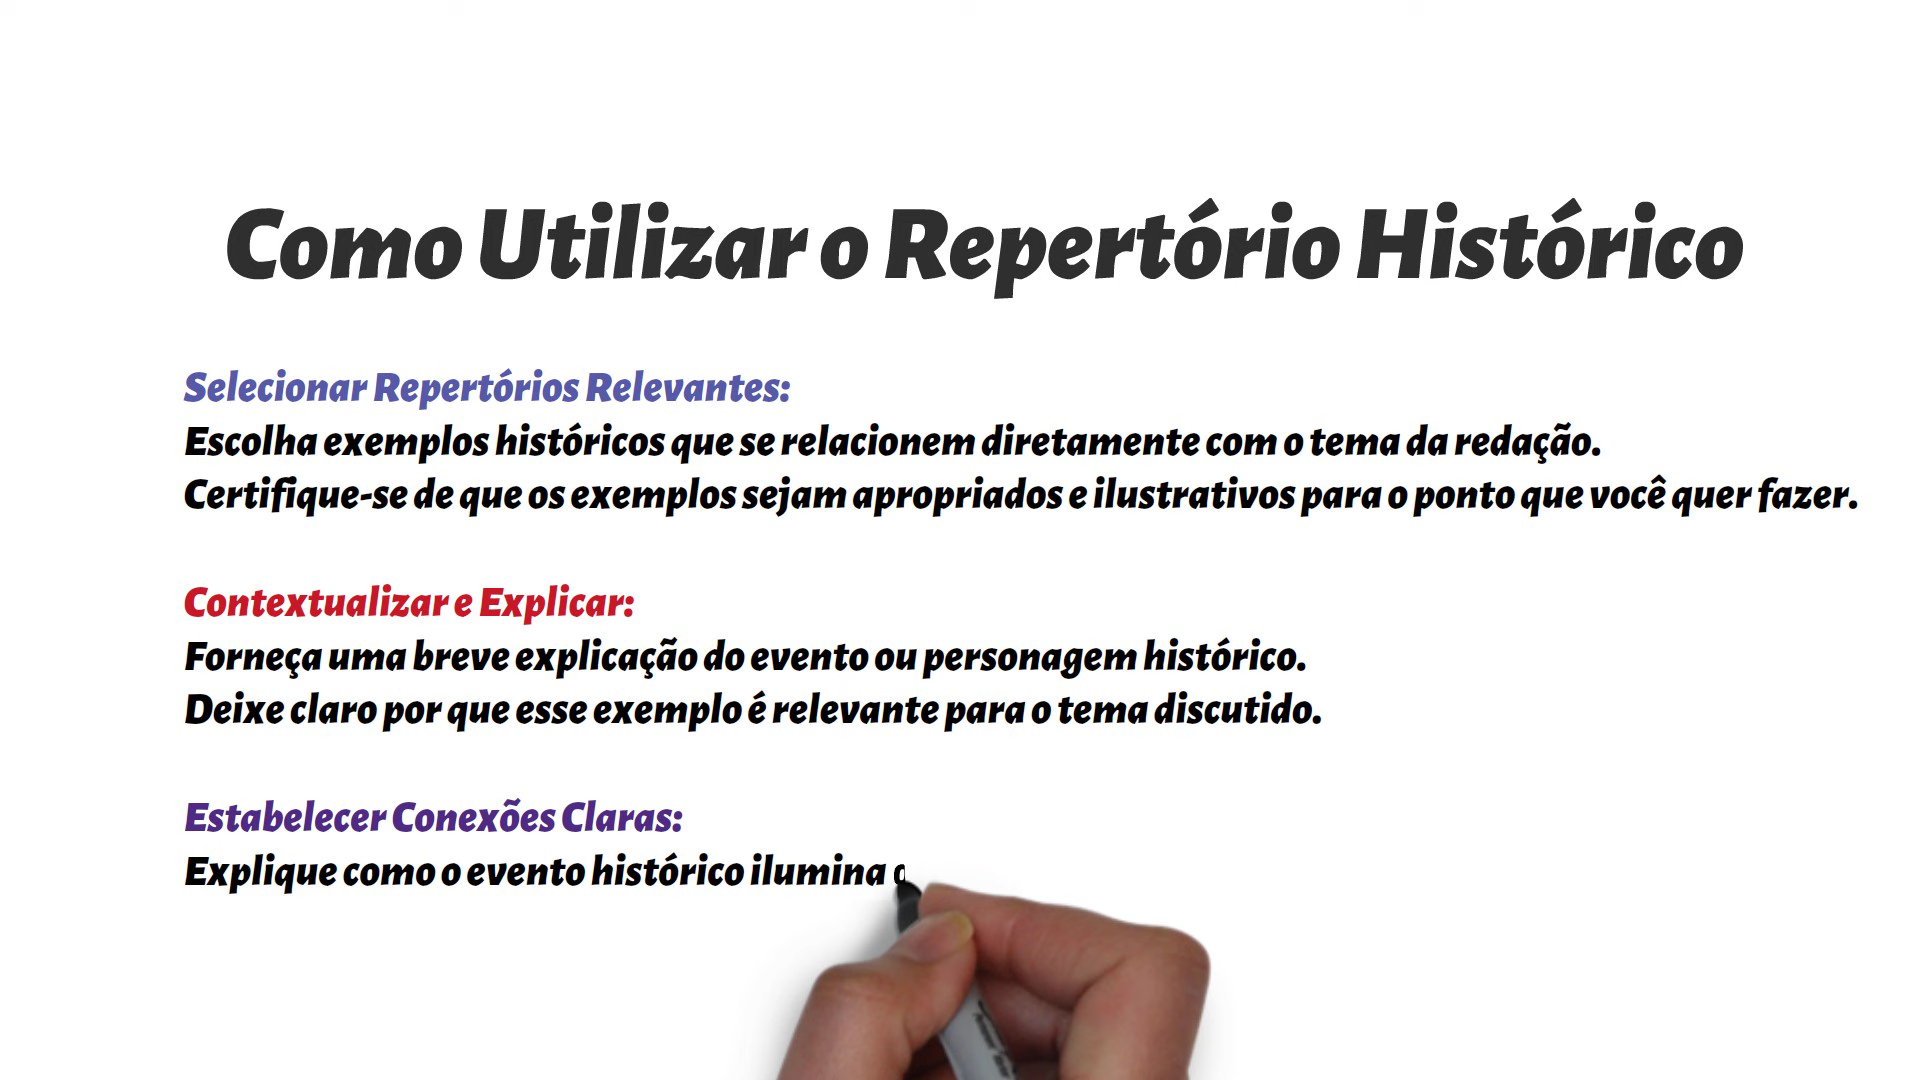 Como Utilizar o Repertório Histórico
Selecionar Repertórios Relevantes:
Escolha exemplos históricos que se relacionem diretamente com o tema da redação.
Certifique-se de que os exemplos sejam apropriados e ilustrativos para o ponto que você quer fazer.
Contextualizar e Explicar:
Forneça uma breve explicação do evento ou personagem histórico.
Deixe claro por que esse exemplo é relevante para o tema discutido.
Estabelecer Conexões Claras:
Explique como o evento histórico ilumina